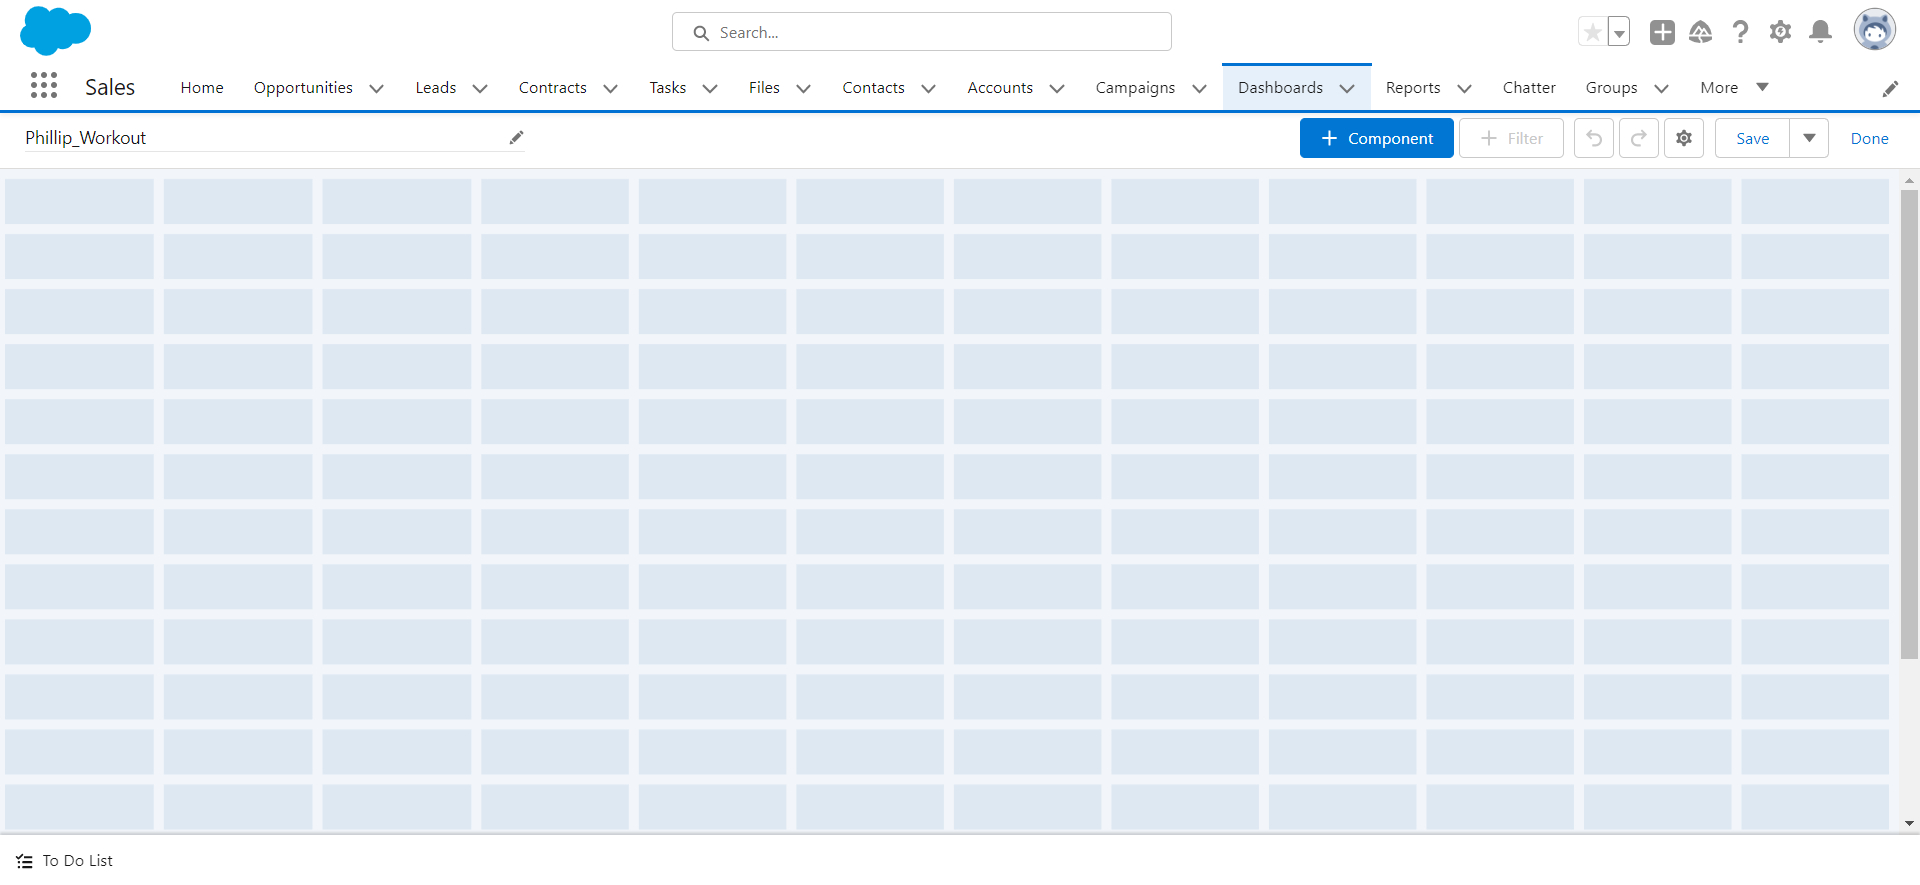 Search...
Sales
Home
Opportunities
Leads
Contracts
Tasks
Files
Contacts
Accounts
Campaigns
Dashboards
Reports
Chatter
Groups
More
Phillip_Workout
Component
Filter
Save
Done
To Do List